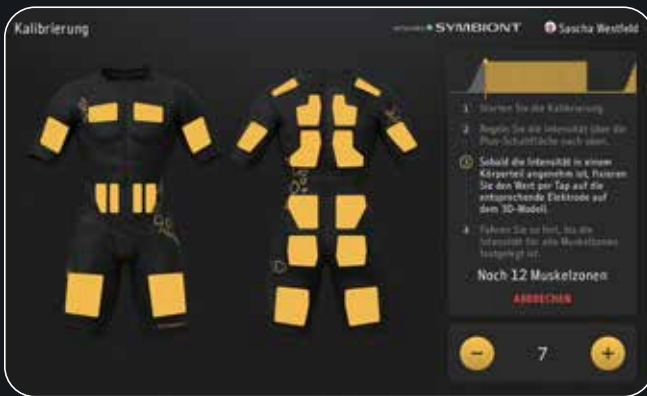 Kalibrierung
SYMBIONT
Sascha Westfeld
1 Starten Sie die Kalibrierung.
2 Regeln Sie die Intensität über die
Plus-Schaltfläche nach oben.
3 Sobald die Intensität in einem
Körperteil angenehm ist, fixieren
Sie den Wert per Tap auf die
entsprechende Elektrode auf
dem 3D-Modell.
4 Fahren Sie so fort, bis die
Intensität für alle Muskelzonen
festgelegt ist.
Noch 12 Muskelzonen
ABBRECHEN
− 7 +